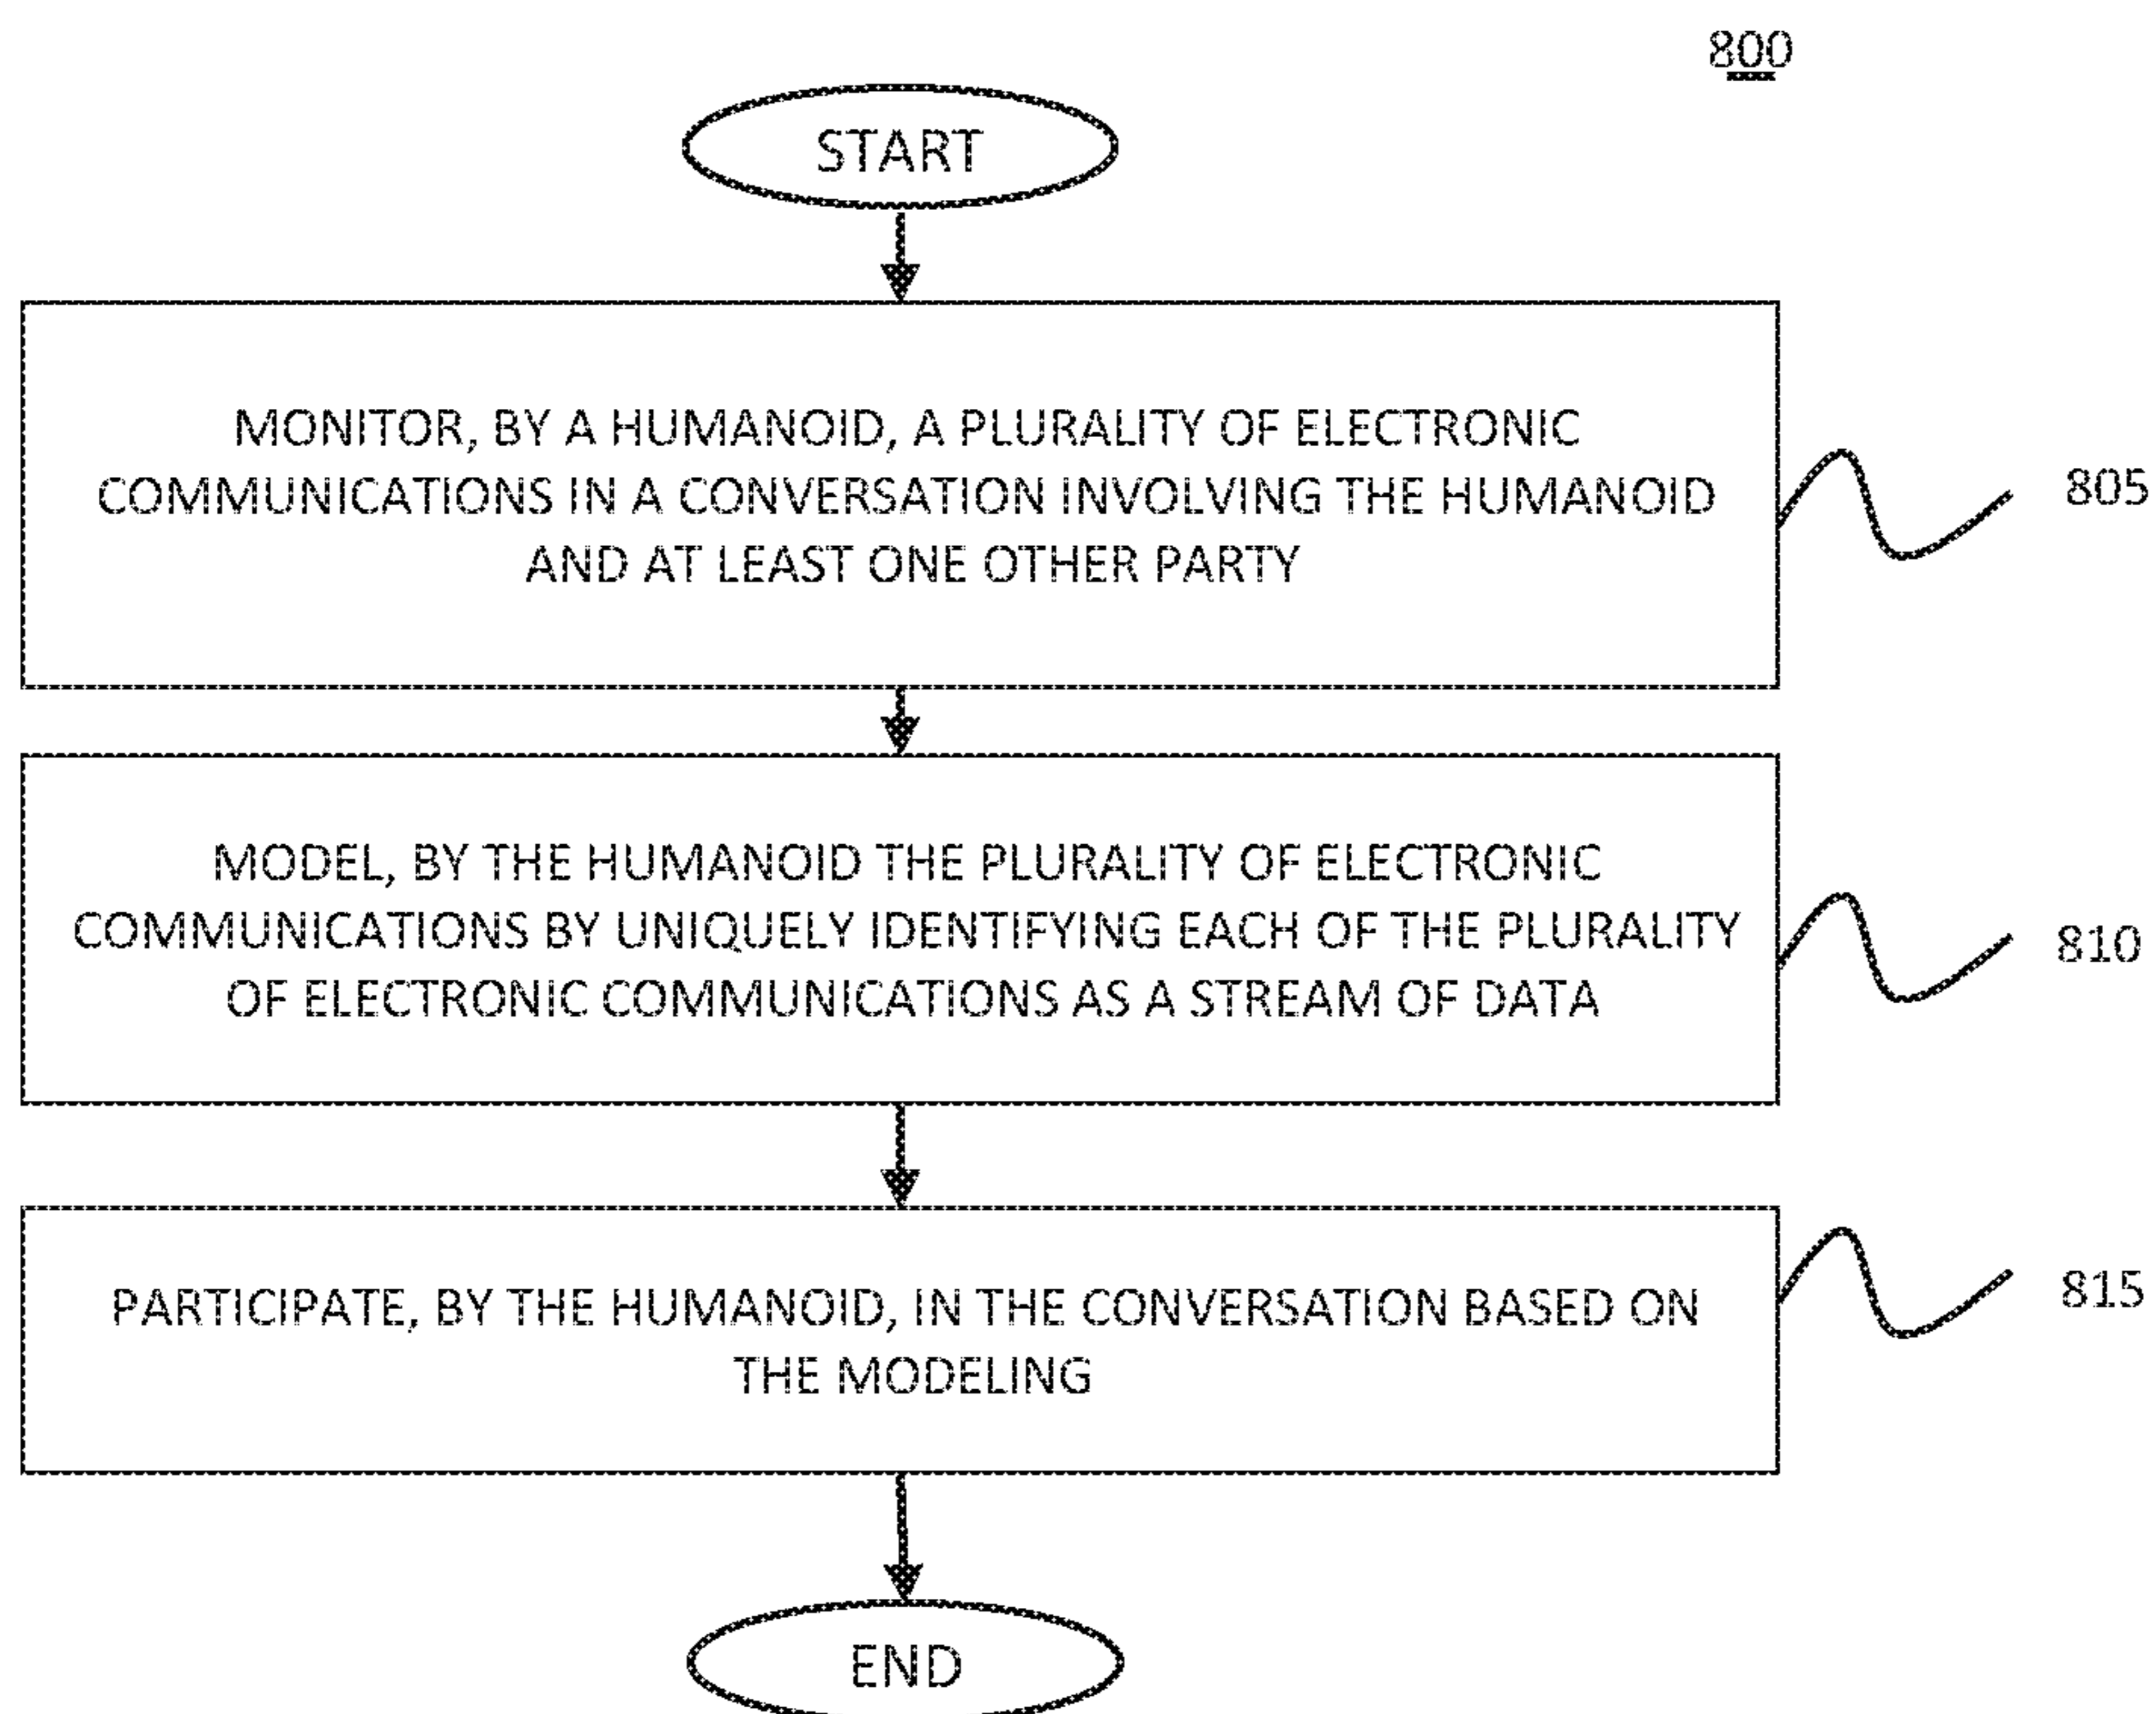 800
START
MONITOR, BY A HUMANOID, A PLURALITY OF ELECTRONIC
COMMUNICATIONS IN A CONVERSATION INVOLVING THE HUMANOID
AND AT LEAST ONE OTHER PARTY
805
MODEL, BY THE HUMANOID THE PLURALITY OF ELECTRONIC
COMMUNICATIONS BY UNIQUELY IDENTIFYING EACH OF THE PLURALITY
OF ELECTRONIC COMMUNICATIONS AS A STREAM OF DATA
810
PARTICIPATE, BY THE HUMANOID, IN THE CONVERSATION BASED ON
THE MODELING
815
END